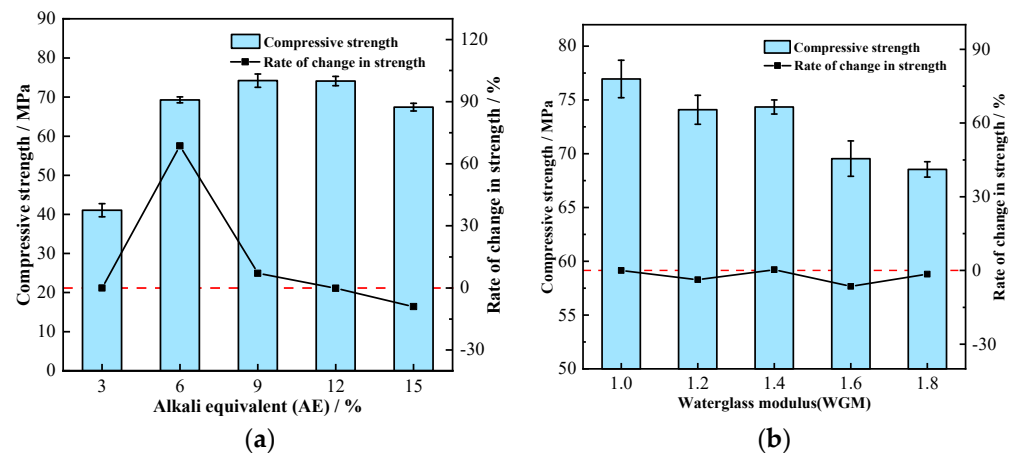 90
80
70
60
50
40
30
20
10
0
Compressive strength / MPa
Compressive strength
Rate of change in strength
120
90
60
30
0
-30
Rate of change in strength / %
3 6 9 12 15
Alkali equivalent (AE) / %
(a)
80
75
70
65
60
55
50
Compressive strength / MPa
Compressive strength
Rate of change in strength
90
60
30
0
-30
Rate of change in strength / %
1.0 1.2 1.4 1.6 1.8
Waterglass modulus(WGM)
(b)